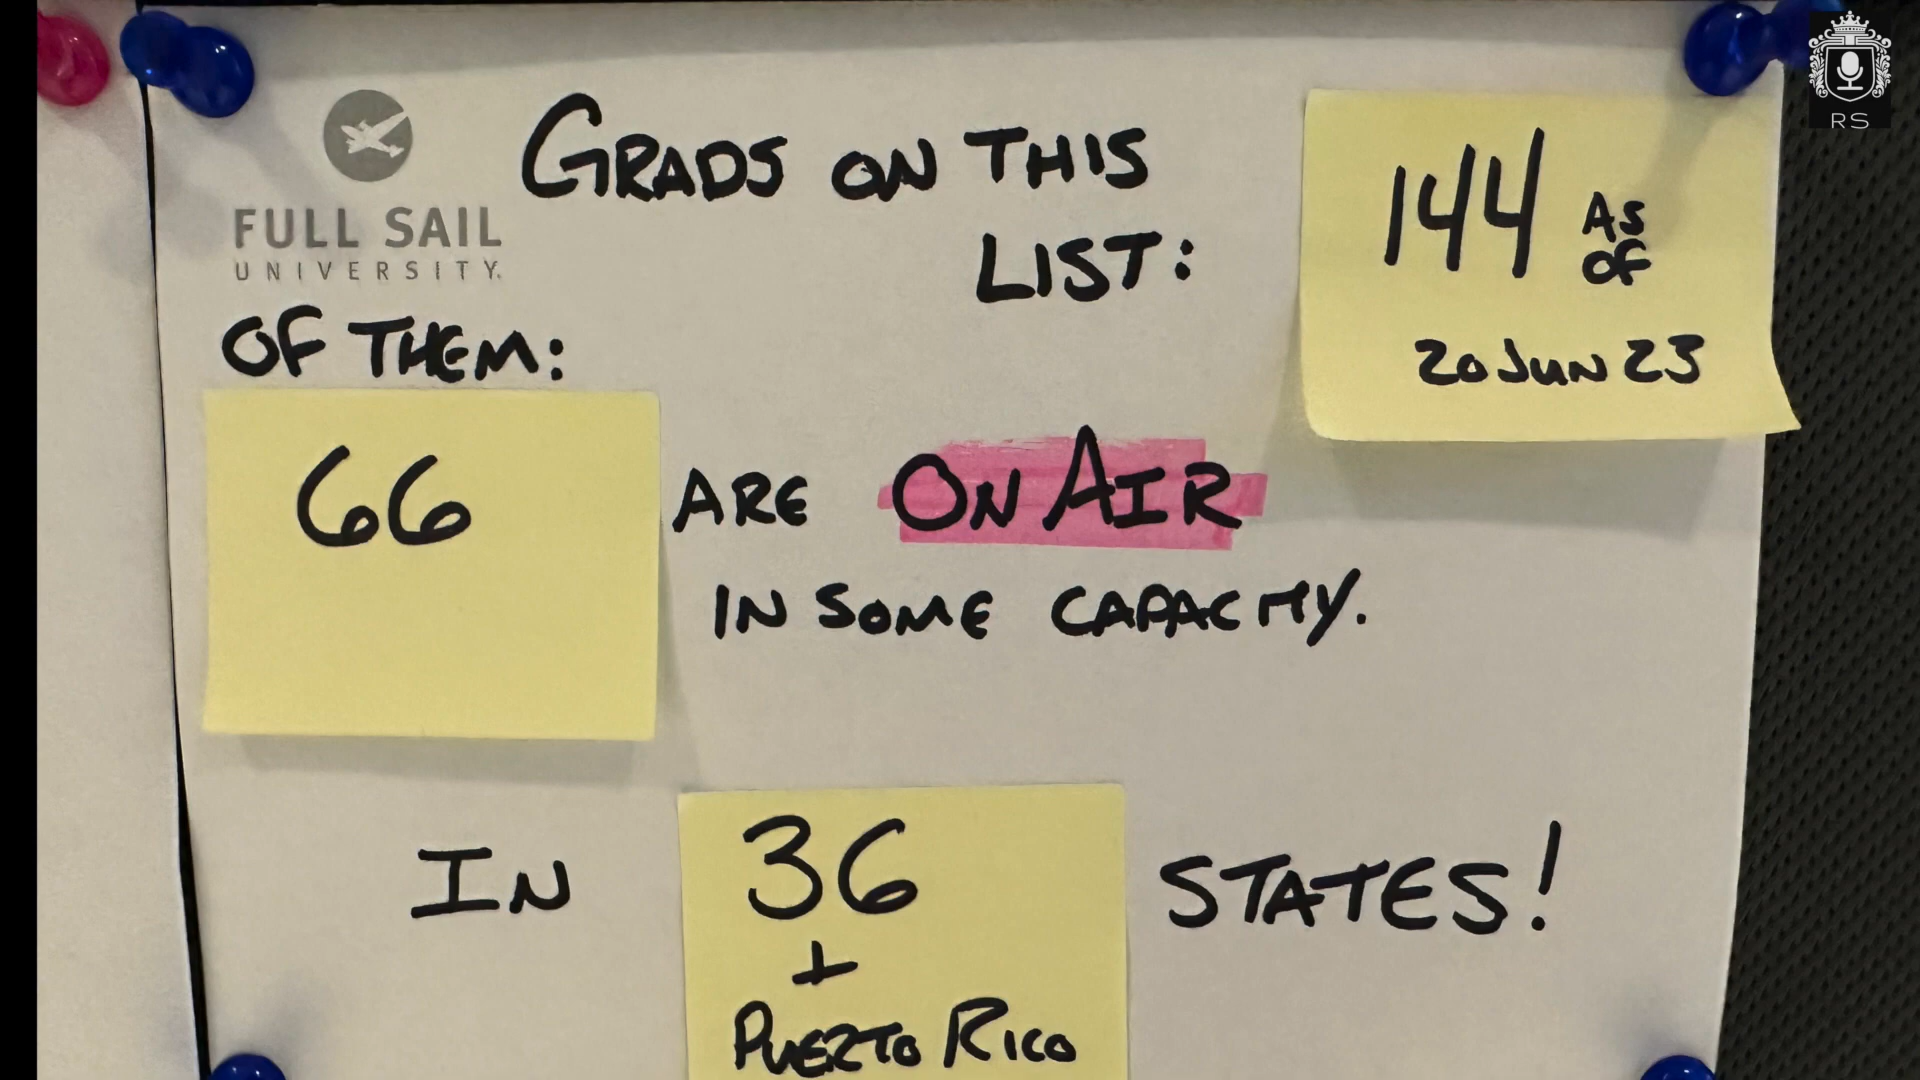 RS
FULL SAIL
UNIVERSITY.
GRADS ON THIS
LIST:
144 AS OF
20 JUN 23
OF THEM:
66
ARE ON AIR
IN SOME CAPACITY.
IN 36 STATES!
+
PUERTO RICO